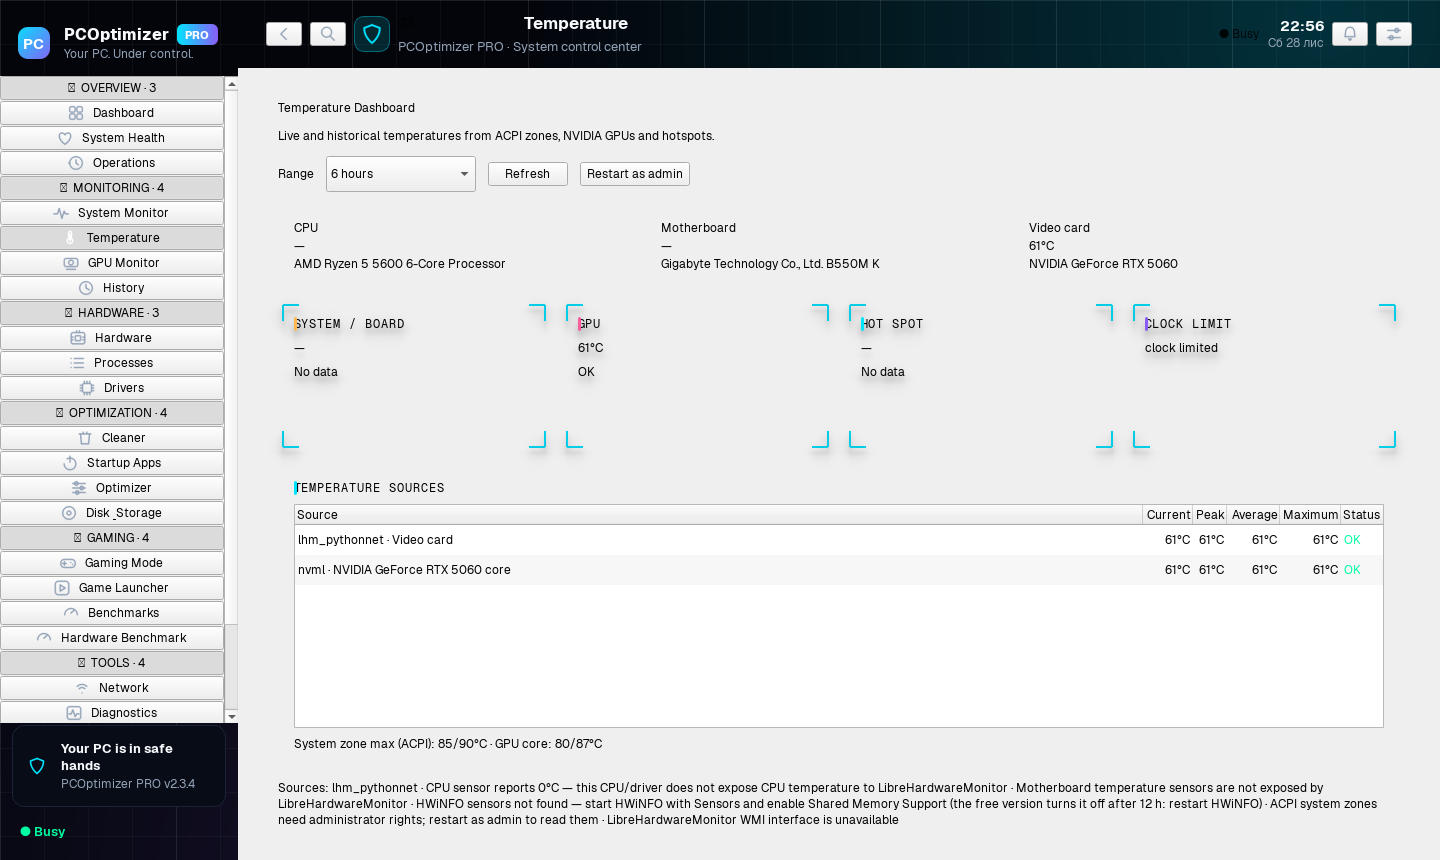 PC
PCOptimizer PRO
Your PC. Under control.
OVERVIEW · 3
Dashboard
System Health
Operations
MONITORING · 4
System Monitor
Temperature
GPU Monitor
History
HARDWARE · 3
Hardware
Processes
Drivers
OPTIMIZATION · 4
Cleaner
Startup Apps
Optimizer
Disk _Storage
GAMING · 4
Gaming Mode
Game Launcher
Benchmarks
Hardware Benchmark
TOOLS · 4
Network
Diagnostics
Your PC is in safe
hands
PCOptimizer PRO v2.3.4
● Busy
Temperature
PCOptimizer PRO · System control center
● Busy
22:56
Сб 28 лис
Temperature Dashboard
Live and historical temperatures from ACPI zones, NVIDIA GPUs and hotspots.
Range 6 hours Refresh Restart as admin
CPU
—
AMD Ryzen 5 5600 6-Core Processor
Motherboard
—
Gigabyte Technology Co., Ltd. B550M K
Video card
61°C
NVIDIA GeForce RTX 5060
SYSTEM / BOARD
—
No data
GPU
61°C
OK
HOT SPOT
—
No data
CLOCK LIMIT
clock limited
TEMPERATURE SOURCES
Source Current Peak Average Maximum Status
lhm_pythonnet · Video card 61°C 61°C 61°C 61°C OK
nvml · NVIDIA GeForce RTX 5060 core 61°C 61°C 61°C 61°C OK
System zone max (ACPI): 85/90°C · GPU core: 80/87°C
Sources: lhm_pythonnet · CPU sensor reports 0°C — this CPU/driver does not expose CPU temperature to LibreHardwareMonitor · Motherboard temperature sensors are not exposed by
LibreHardwareMonitor · HWiNFO sensors not found — start HWiNFO with Sensors and enable Shared Memory Support (the free version turns it off after 12 h: restart HWiNFO) · ACPI system zones
need administrator rights; restart as admin to read them · LibreHardwareMonitor WMI interface is unavailable